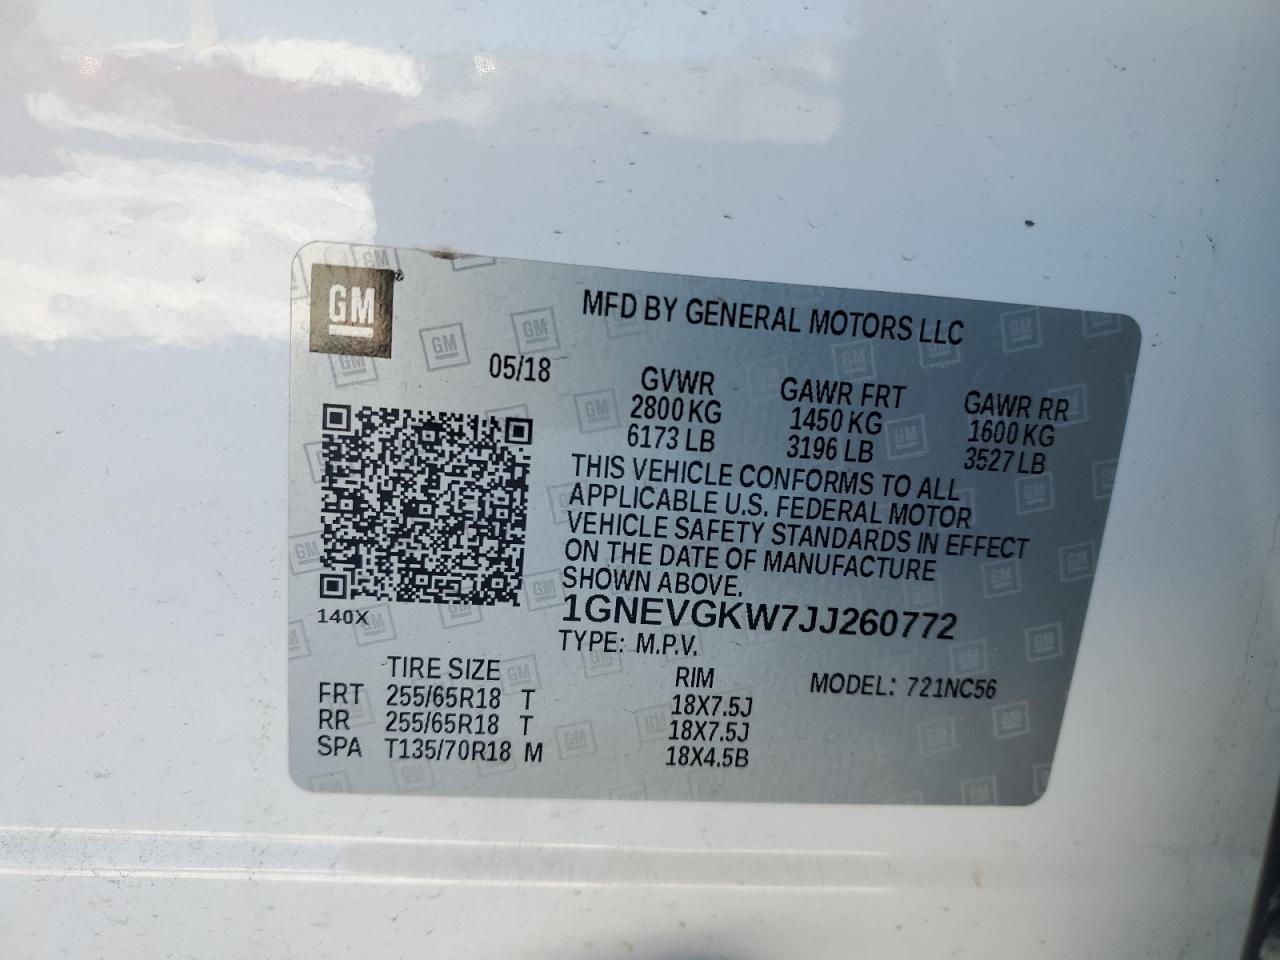 GM
MFD BY GENERAL MOTORS LLC
05/18
GVWR GAWR FRT GAWR RR
2800 KG 1450 KG 1600 KG
6173 LB 3196 LB 3527 LB
THIS VEHICLE CONFORMS TO ALL
APPLICABLE U.S. FEDERAL MOTOR
VEHICLE SAFETY STANDARDS IN EFFECT
ON THE DATE OF MANUFACTURE
SHOWN ABOVE.
140X
1GNEVGKW7JJ260772
TYPE: M.P.V.
TIRE SIZE RIM MODEL: 721NC56
FRT 255/65R18 T 18X7.5J
RR 255/65R18 T 18X7.5J
SPA T135/70R18 M 18X4.5B